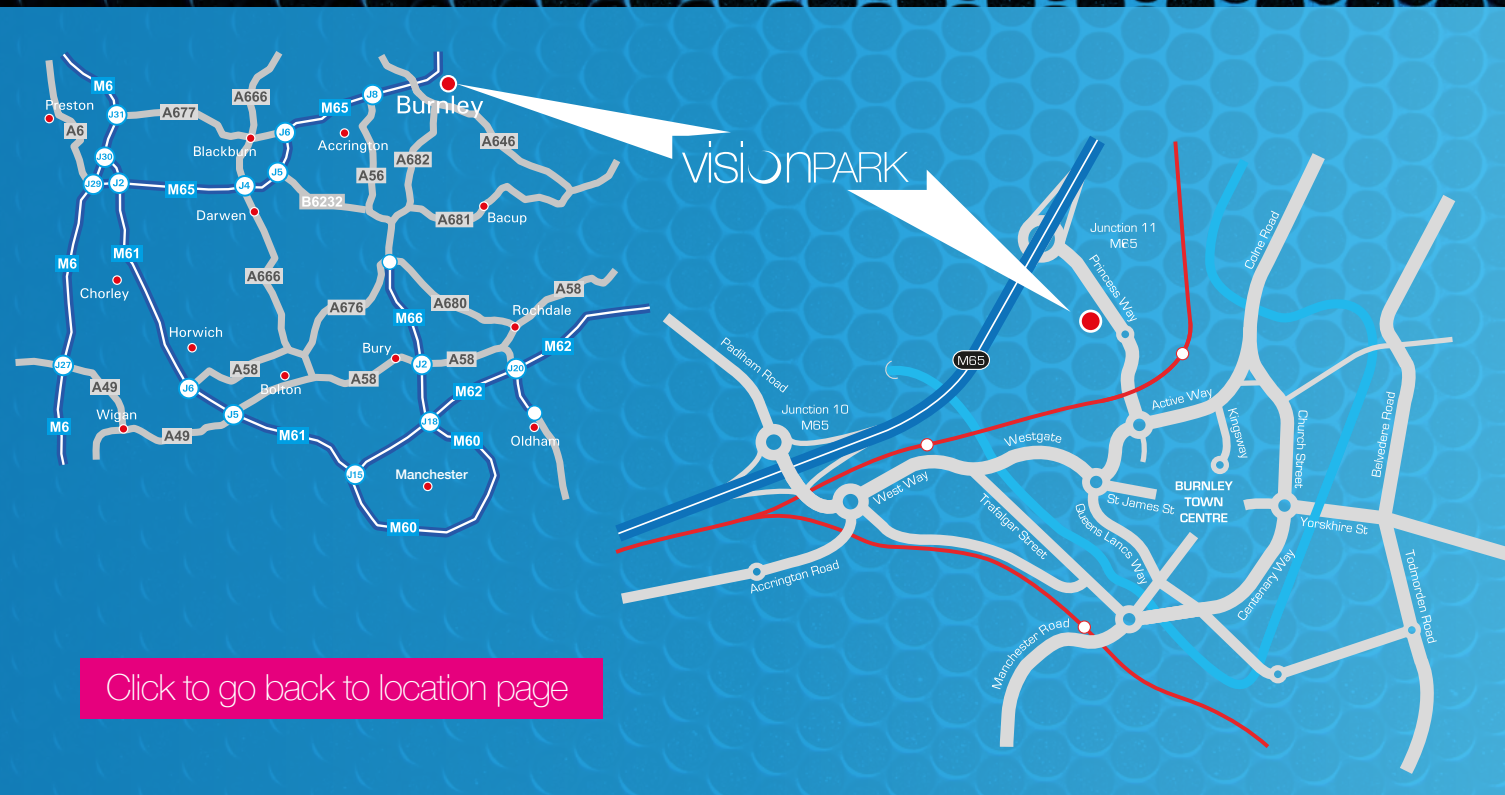 M6
Preston
J31
A6
A677
A666
M65
J8
Burnley
J6
Blackburn
Accrington
A682
A646
J30
J29
J2
M65
J4
J5
A56
B6232
Darwen
A681
Bacup
M6
M61
Chorley
A666
A676
A680
A58
Rochdale
M66
Horwich
Bury
A58
M62
J27
A49
J6
A58
Bolton
A58
J2
J20
M62
Wigan
M6
A49
J5
M61
J18
M60
Oldham
J15
Manchester
M60
visionPARK
Junction 11
M65
Princess Way
Colne Road
Padiham Road
M65
Junction 10
M65
Active Way
Kingsway
Church Street
Belvedere Road
Westgate
West Way
St James St
BURNLEY
TOWN
CENTRE
Trafalgar Street
Queens Lancs Way
Yorskhire St
Accrington Road
Centenary Way
Todmorden Road
Manchester Road
Click to go back to location page